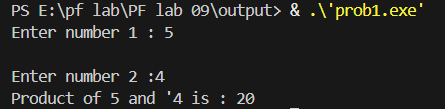 PS E:\pf lab\PF lab 09\output> & .\'prob1.exe'
Enter number 1 : 5
Enter number 2 :4
Product of 5 and '4 is : 20